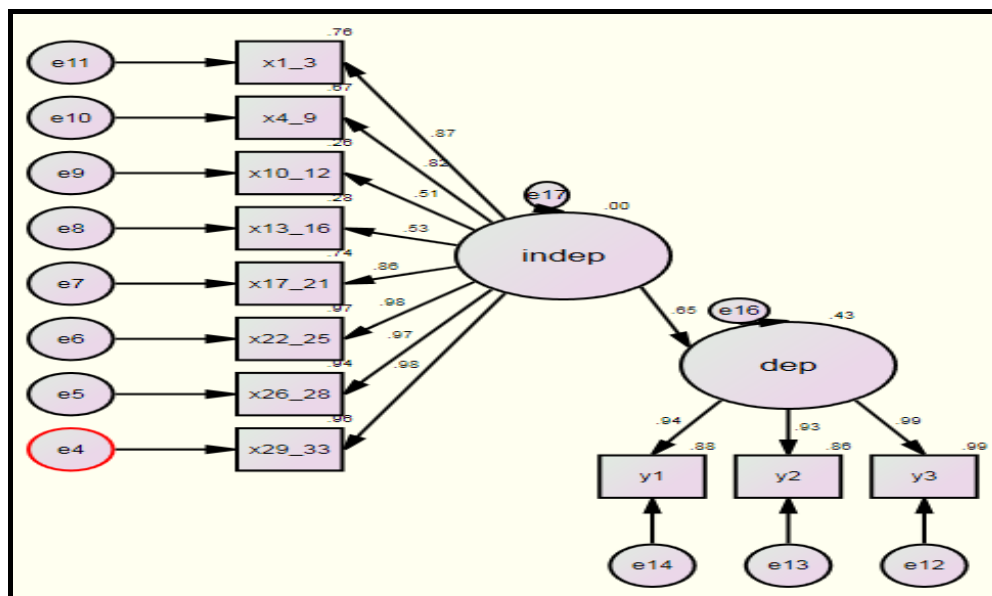 .76
e11 x1_3
.67
e10 x4_9 .87
.26 .82
e9 x10_12 .51 e17
.28 .00
e8 x13_16 .53
.74 indep
e7 x17_21 .86
.97 .98 .65 e16 .43
e6 x22_25 .97
.94 .98 dep
e5 x26_28
.96 .94 .93 .99
e4 x29_33 .88 .86 .99
y1 y2 y3
e14 e13 e12